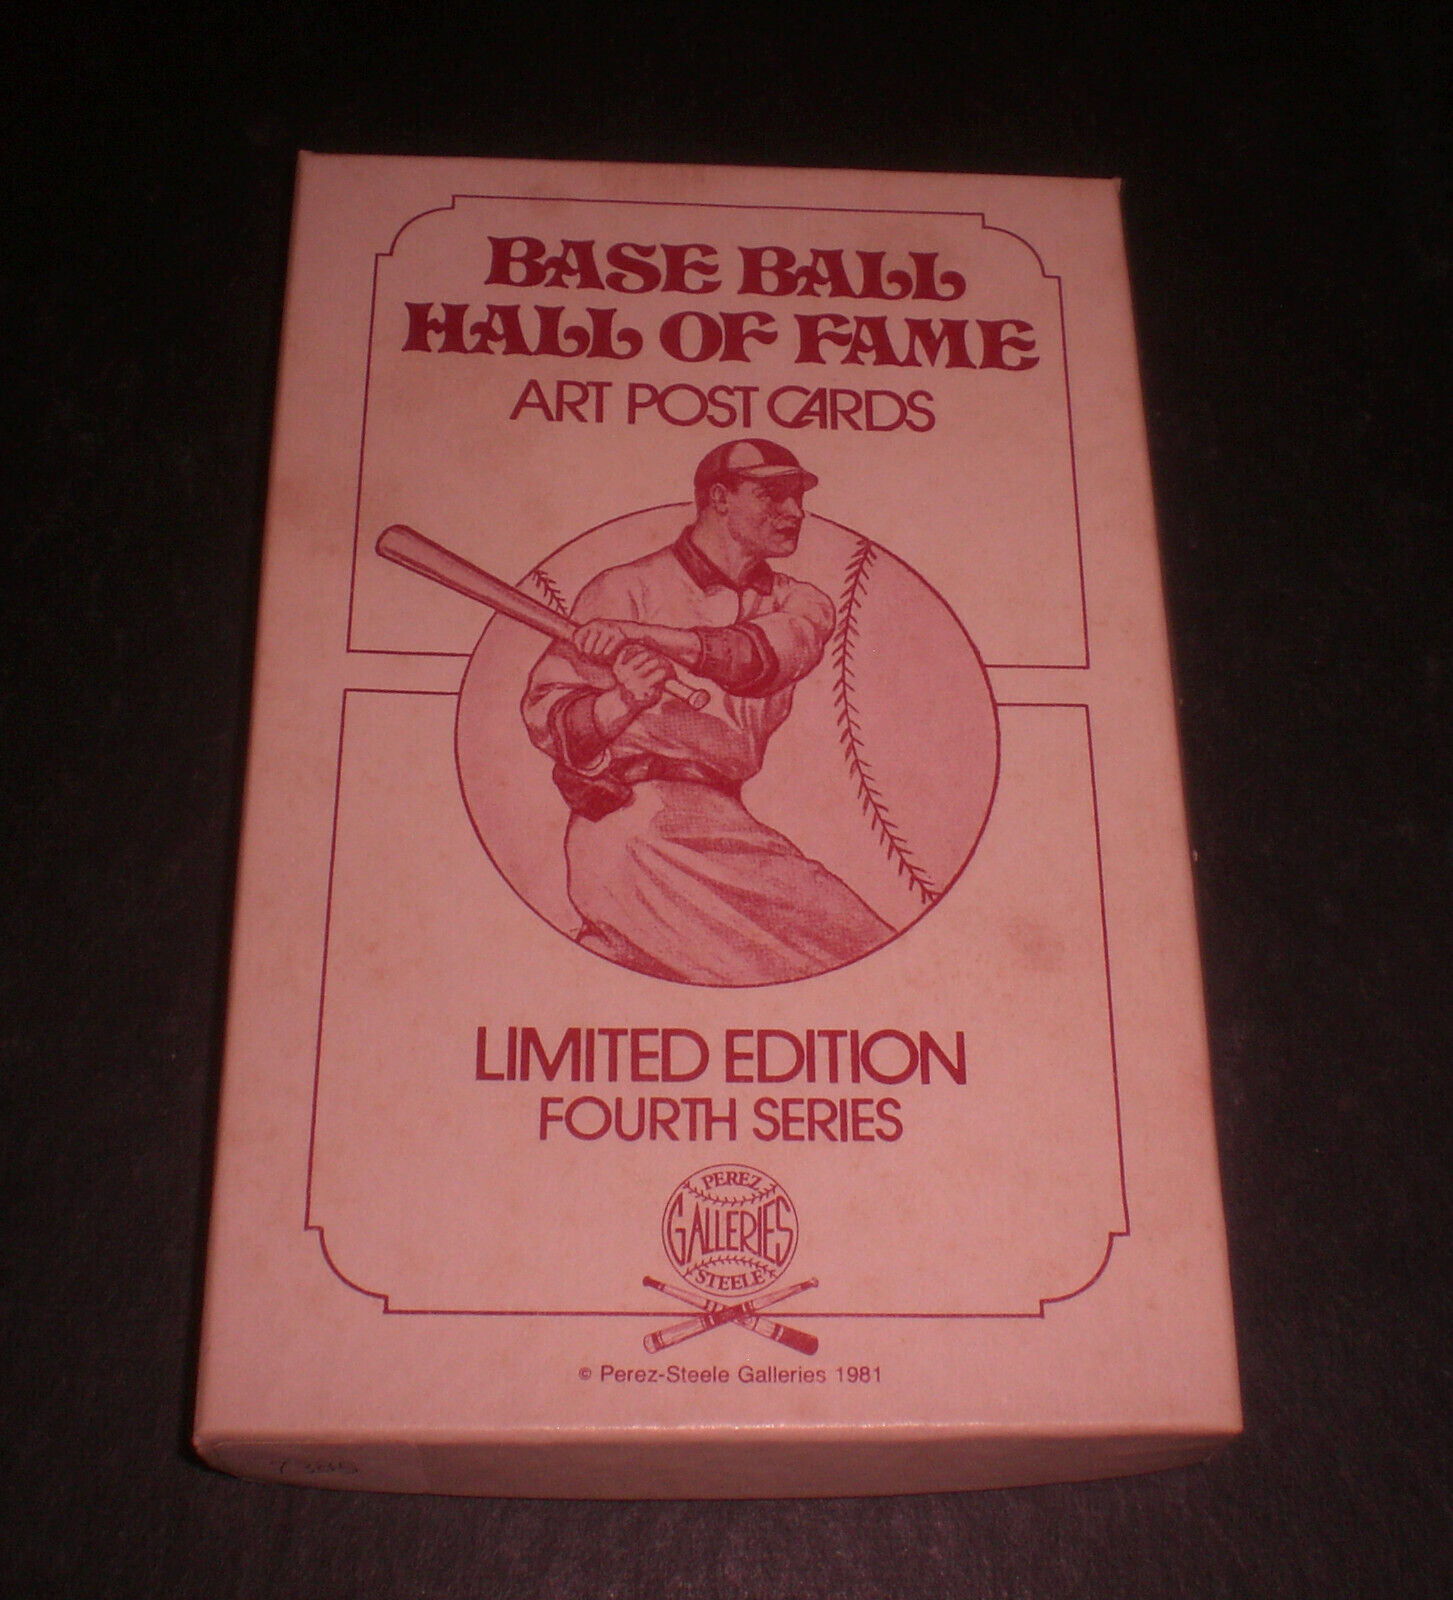 BASE BALL
HALL OF FAME
ART POST CARDS
LIMITED EDITION
FOURTH SERIES
PEREZ
GALLERIES
STEELE
© Perez-Steele Galleries 1981